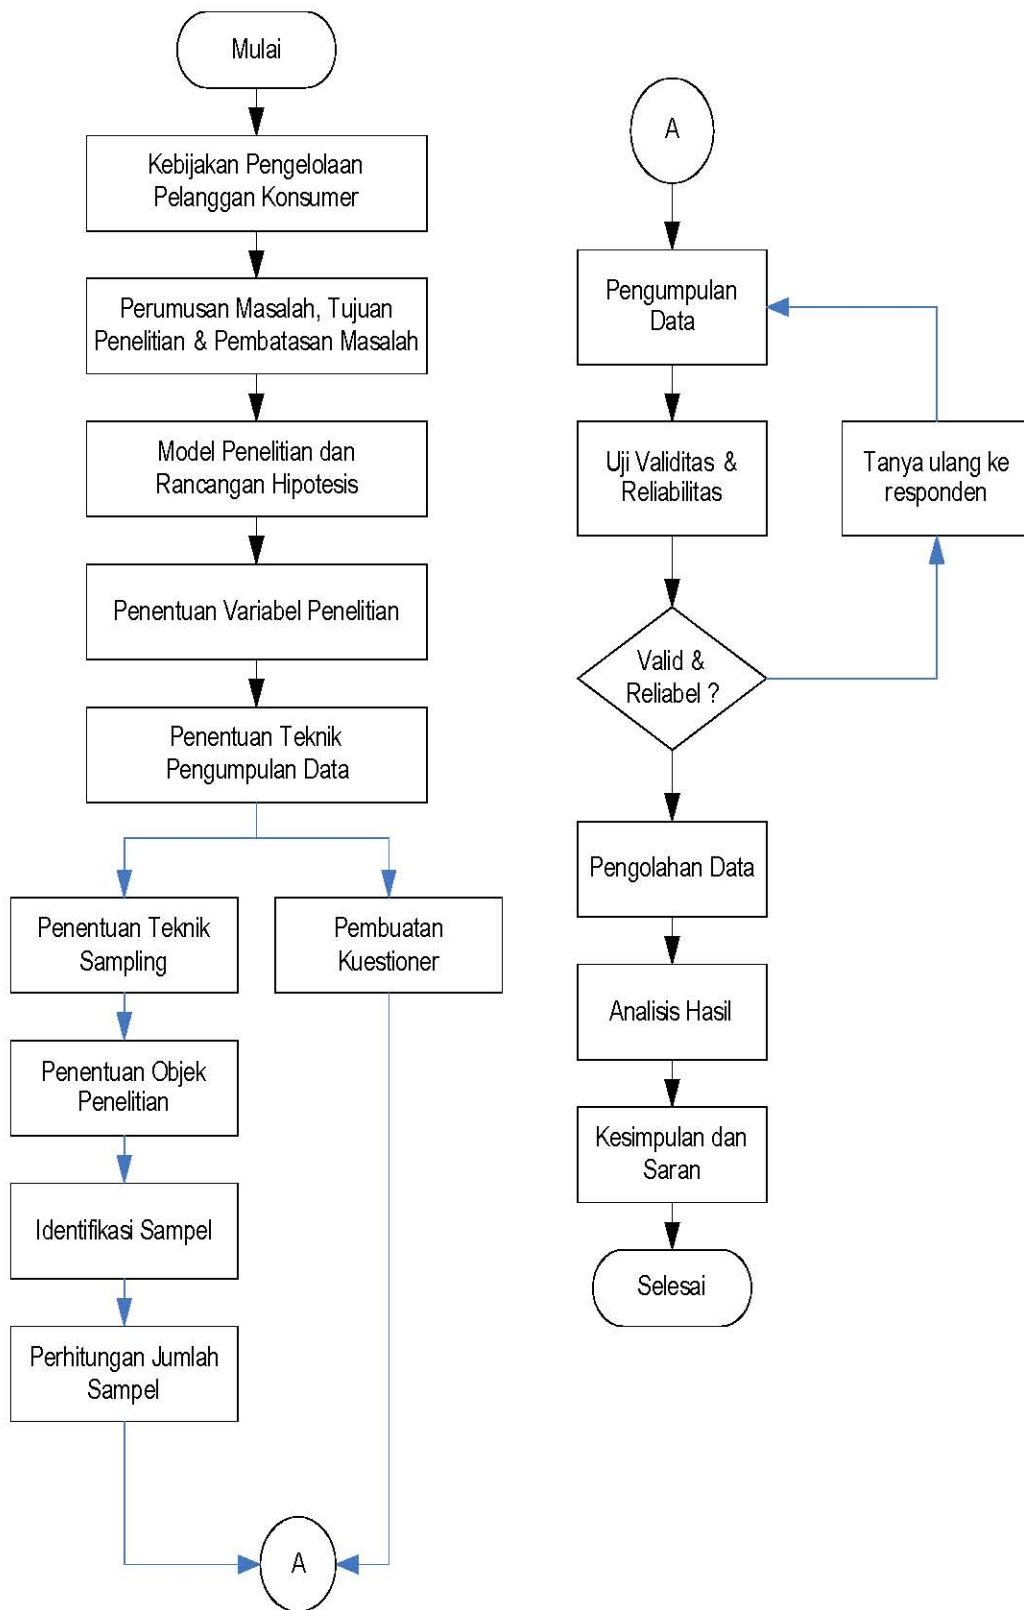 Mulai
Kebijakan Pengelolaan
Pelanggan Konsumer
Perumusan Masalah, Tujuan
Penelitian & Pembatasan Masalah
Model Penelitian dan
Rancangan Hipotesis
Penentuan Variabel Penelitian
Penentuan Teknik
Pengumpulan Data
Penentuan Teknik
Sampling
Pembuatan
Kuestioner
Penentuan Objek
Penelitian
Identifikasi Sampel
Perhitungan Jumlah
Sampel
A
A
Pengumpulan
Data
Uji Validitas &
Reliabilitas
Tanya ulang ke
responden
Valid &
Reliabel ?
Pengolahan Data
Analisis Hasil
Kesimpulan dan
Saran
Selesai